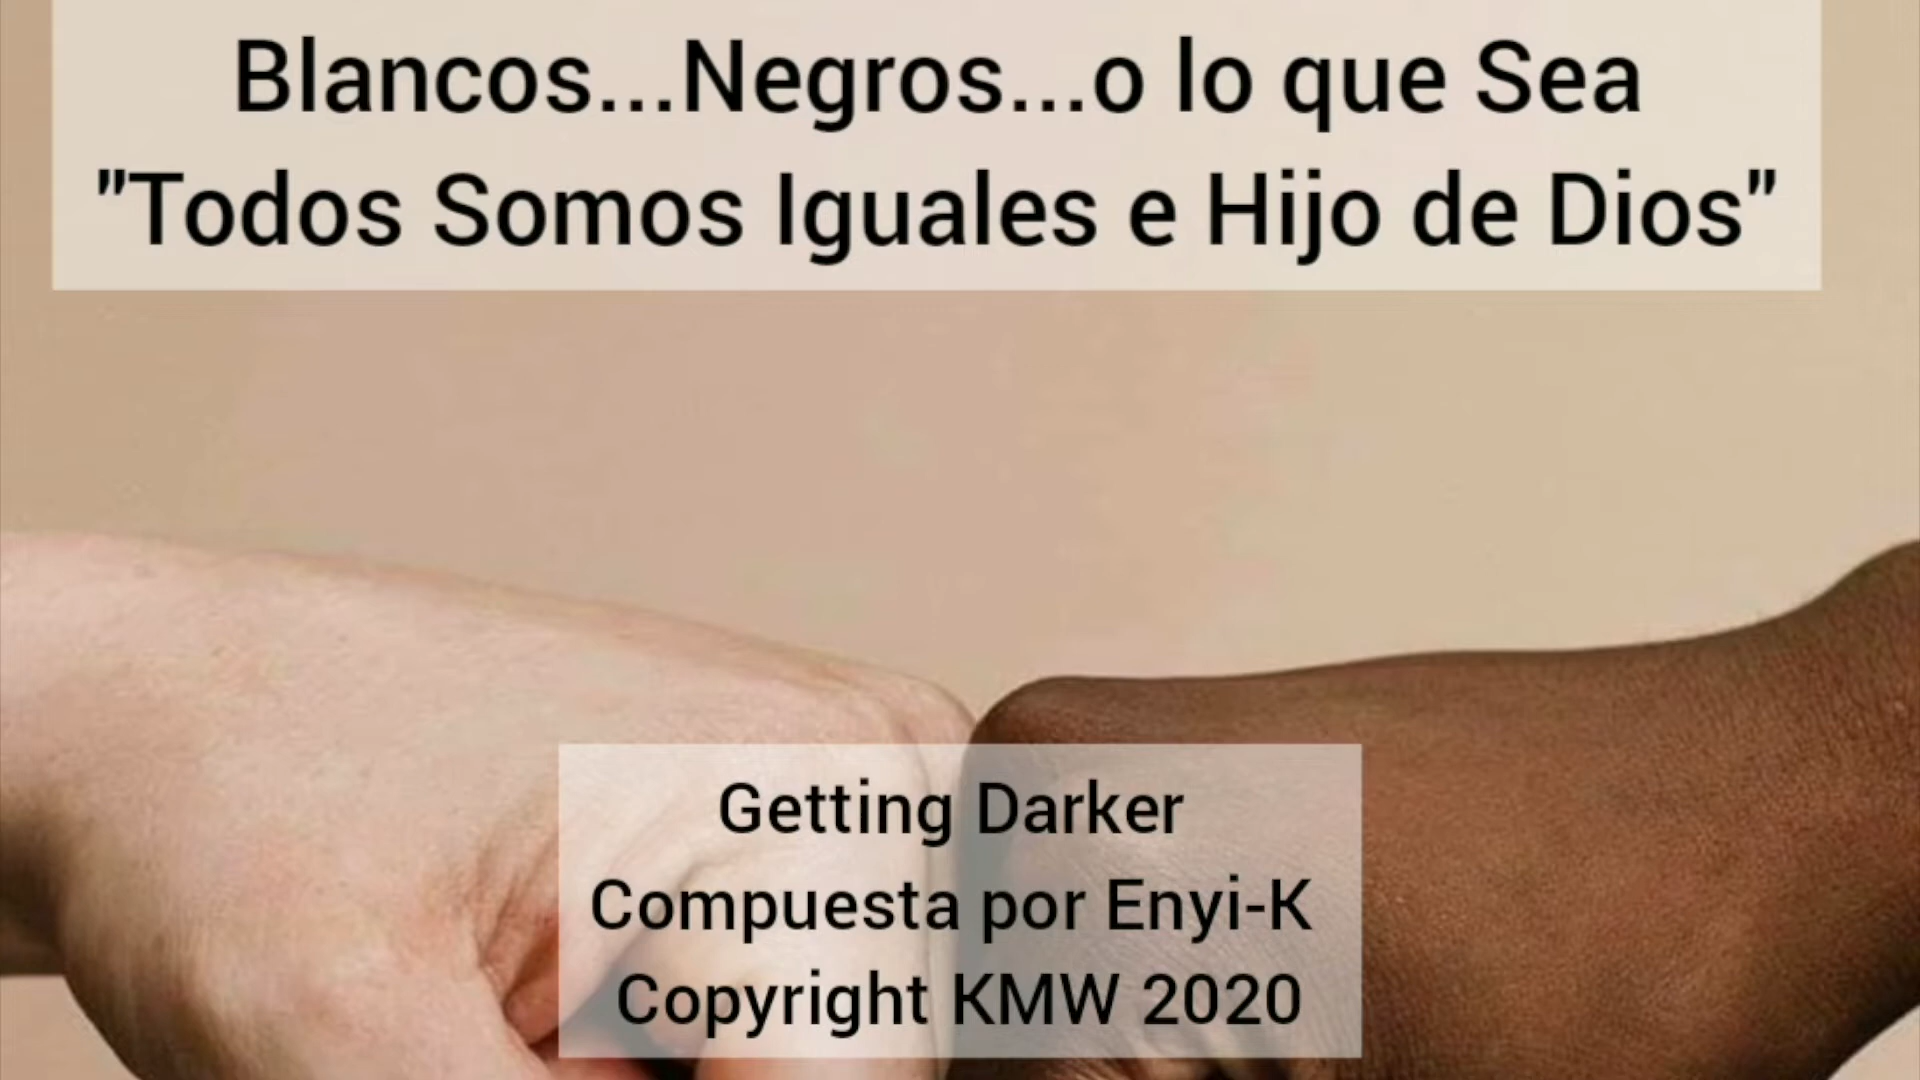 Blancos...Negros...o lo que Sea
"Todos Somos Iguales e Hijo de Dios"
Getting Darker
Compuesta por Enyi-K
Copyright KMW 2020